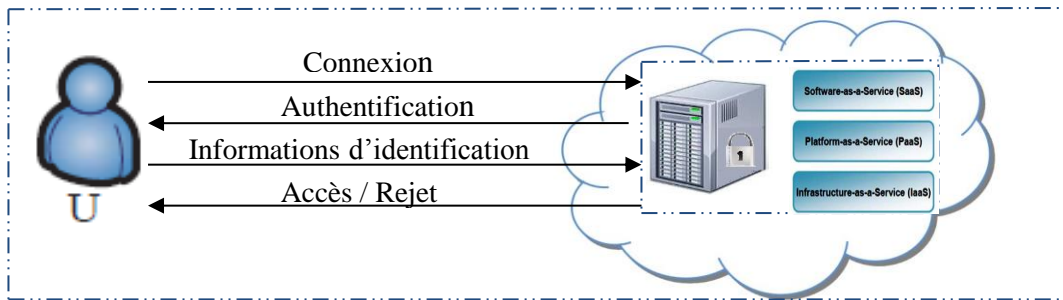 Connexion
Authentification
Informations d’identification
Accès / Rejet
U
1
Software-as-a-Service (SaaS)
Platform-as-a-Service (PaaS)
Infrastructure-as-a-Service (IaaS)